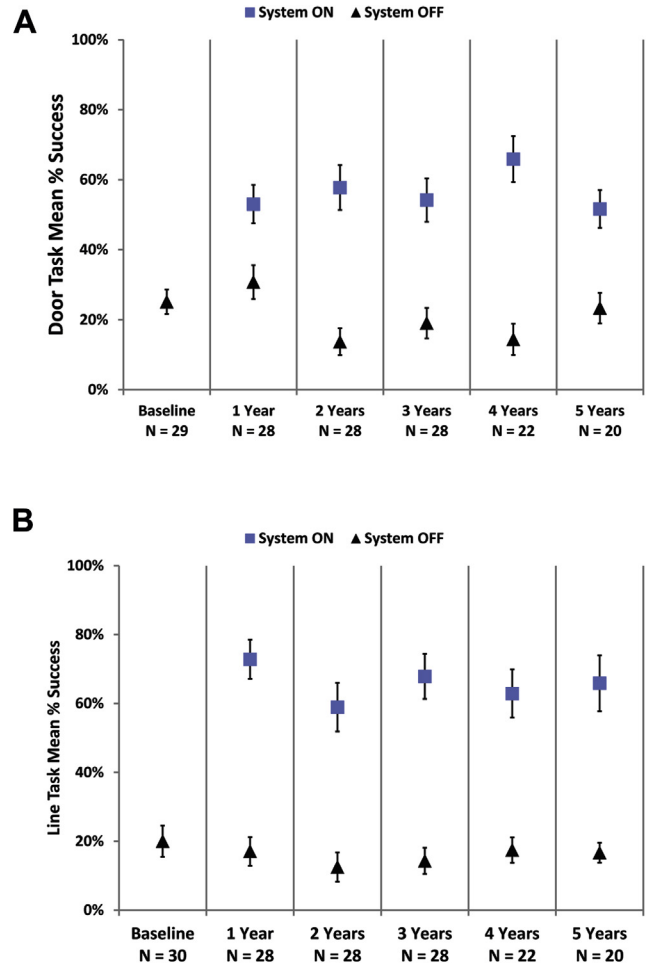 A
System ON System OFF
Door Task Mean % Success
100%
80%
60%
40%
20%
0%
Baseline 1 Year 2 Years 3 Years 4 Years 5 Years
N = 29 N = 28 N = 28 N = 28 N = 22 N = 20
B
System ON System OFF
Line Task Mean % Success
100%
80%
60%
40%
20%
0%
Baseline 1 Year 2 Years 3 Years 4 Years 5 Years
N = 30 N = 28 N = 28 N = 28 N = 22 N = 20